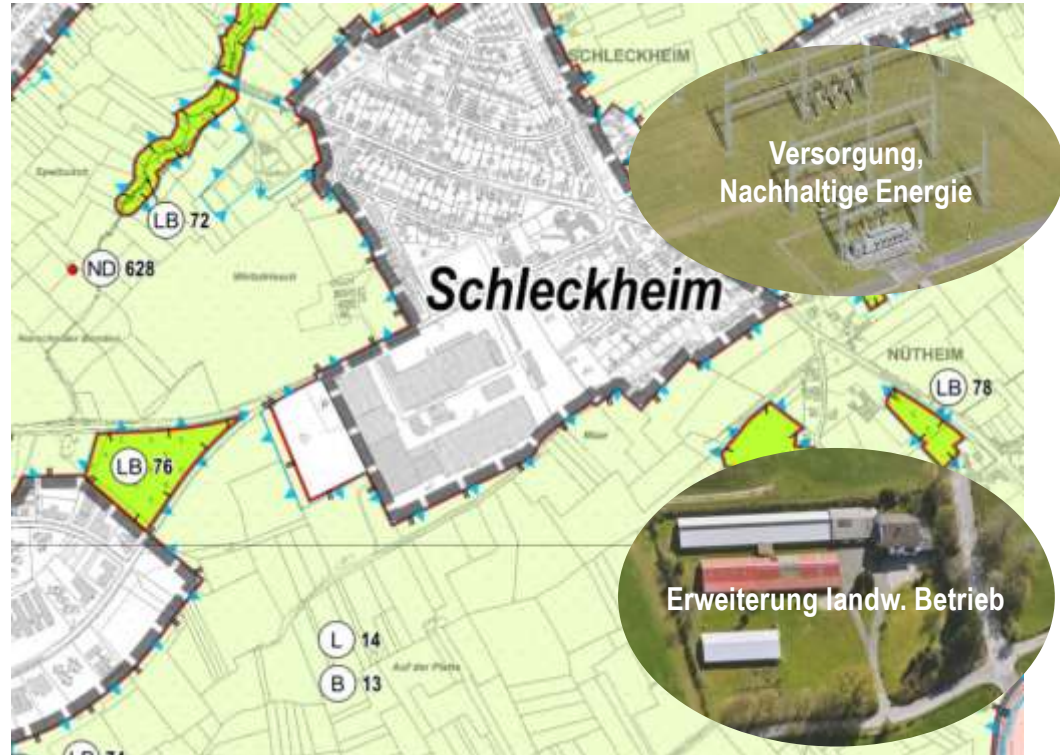 SCHLECKHEIM
Versorgung,
Nachhaltige Energie
LB 72
ND 628
Schleckheim
NÜTHEIM
LB 78
LB 76
Erweiterung landw. Betrieb
L 14
Auf der Platte
B 13